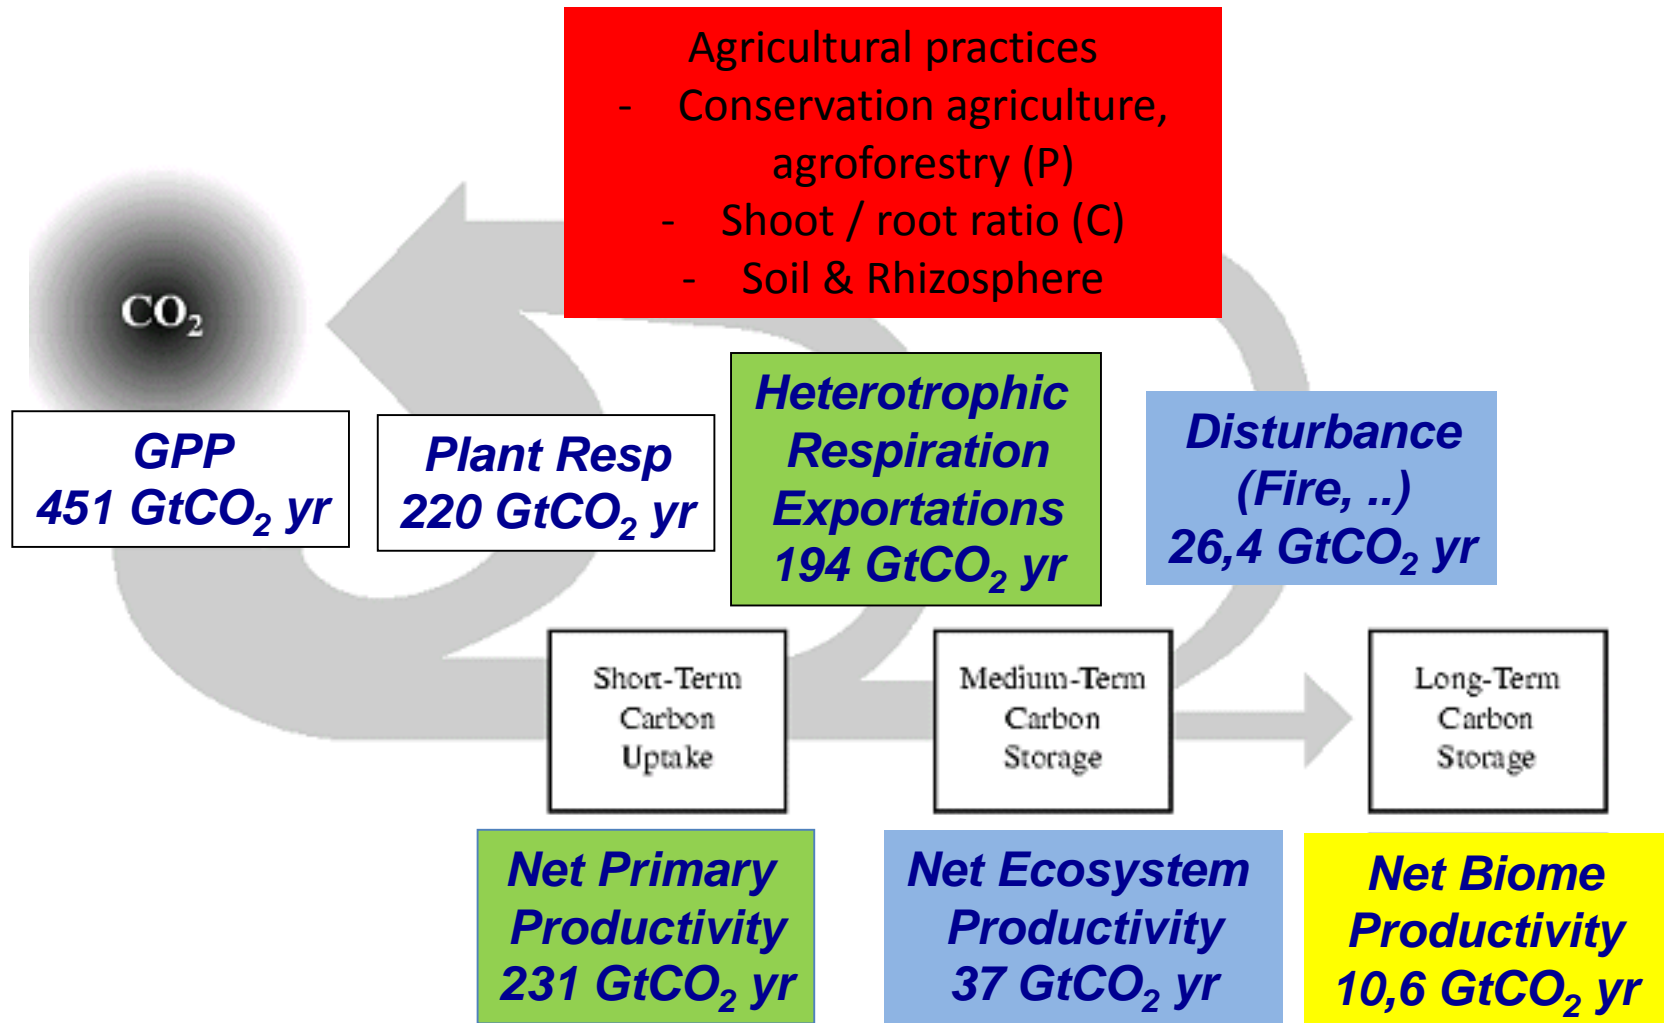 Agricultural practices
- Conservation agriculture,
agroforestry (P)
- Shoot / root ratio (C)
- Soil & Rhizosphere
CO₂
GPP
451 GtCO₂ yr
Plant Resp
220 GtCO₂ yr
Heterotrophic
Respiration
Exportations
194 GtCO₂ yr
Disturbance
(Fire, ..)
26,4 GtCO₂ yr
Short-Term
Carbon
Uptake
Medium-Term
Carbon
Storage
Long-Term
Carbon
Storage
Net Primary
Productivity
231 GtCO₂ yr
Net Ecosystem
Productivity
37 GtCO₂ yr
Net Biome
Productivity
10,6 GtCO₂ yr